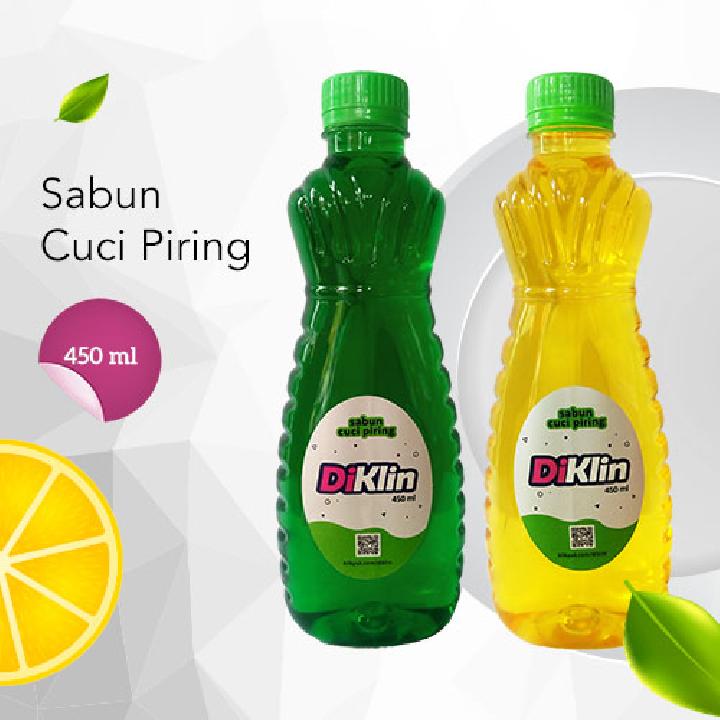 Sabun
Cuci Piring
450 ml
sabun
cuci piring
DiKlin
450 ml
sabun
cuci piring
DiKlin
450 ml